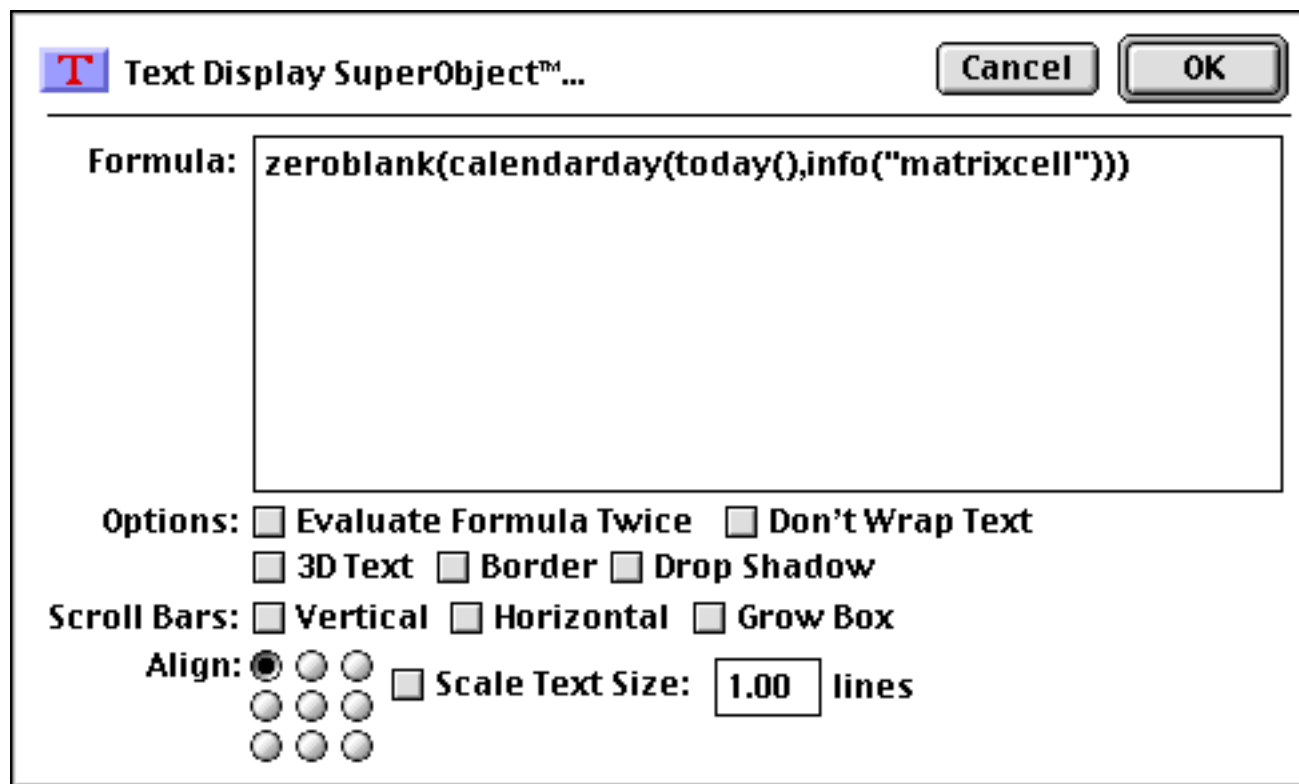 T Text Display SuperObject™... Cancel OK
Formula: zeroblank(calendarday(today(),info("matrixcell")))
Options: Evaluate Formula Twice Don't Wrap Text
3D Text Border Drop Shadow
Scroll Bars: Vertical Horizontal Grow Box
Align: Scale Text Size: 1.00 lines